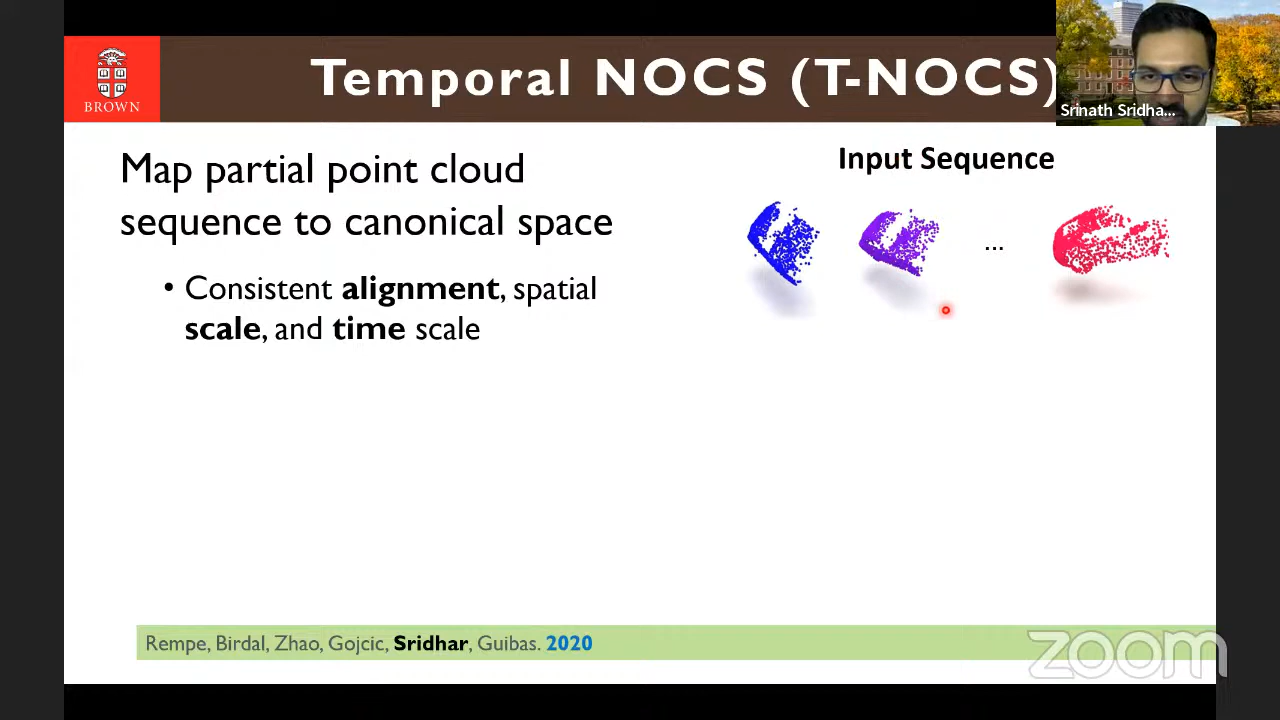 BROWN
Temporal NOCS (T-NOCS)
Srinath Sridha...
Map partial point cloud
sequence to canonical space
• Consistent alignment, spatial
scale, and time scale
Input Sequence
...
Rempe, Birdal, Zhao, Gojcic, Sridhar, Guibas. 2020
zoom